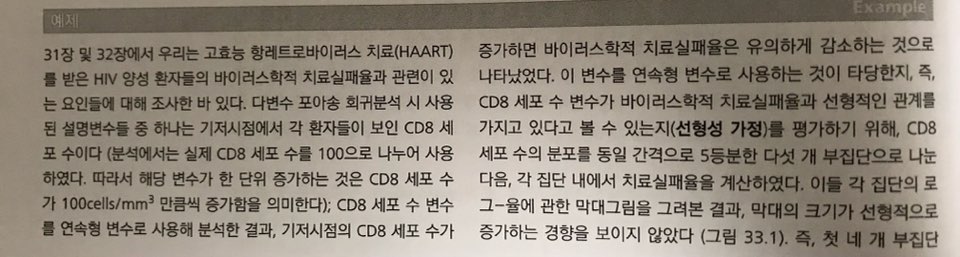 예제
Example
31장 및 32장에서 우리는 고효능 항레트로바이러스 치료(HAART)
를 받은 HIV 양성 환자들의 바이러스학적 치료실패율과 관련이 있
는 요인들에 대해 조사한 바 있다. 다변수 포아송 회귀분석 시 사용
된 설명변수들 중 하나는 기저시점에서 각 환자들이 보인 CD8 세
포 수이다 (분석에서는 실제 CD8 세포 수를 100으로 나누어 사용
하였다. 따라서 해당 변수가 한 단위 증가하는 것은 CD8 세포 수
가 100cells/mm³ 만큼씩 증가함을 의미한다); CD8 세포 수 변수
를 연속형 변수로 사용해 분석한 결과, 기저시점의 CD8 세포 수가
증가하면 바이러스학적 치료실패율은 유의하게 감소하는 것으로
나타났었다. 이 변수를 연속형 변수로 사용하는 것이 타당한지, 즉,
CD8 세포 수 변수가 바이러스학적 치료실패율과 선형적인 관계를
가지고 있다고 볼 수 있는지(선형성 가정)를 평가하기 위해, CD8
세포 수의 분포를 동일 간격으로 5등분한 다섯 개 부집단으로 나눈
다음, 각 집단 내에서 치료실패율을 계산하였다. 이들 각 집단의 로
그-율에 관한 막대그림을 그려본 결과, 막대의 크기가 선형적으로
증가하는 경향을 보이지 않았다 (그림 33.1). 즉, 첫 네 개 부집단